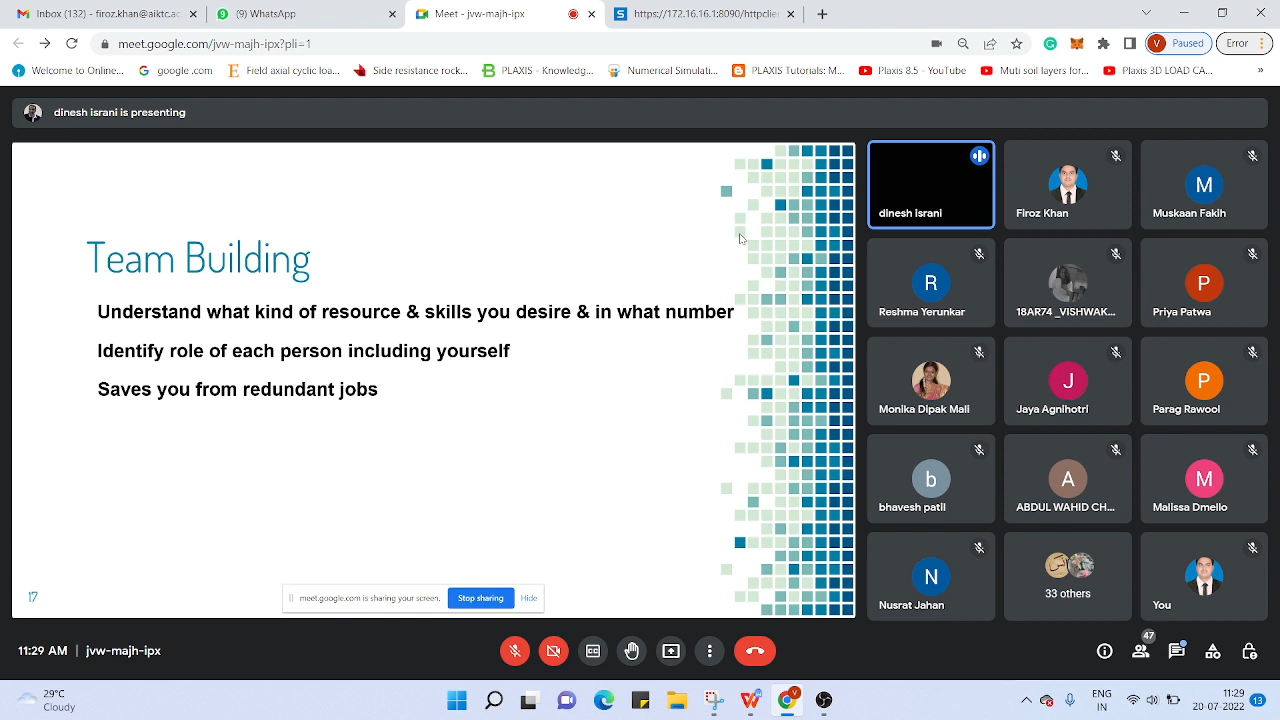 Inbox (132) - firoz.khan@aiktc.ac
(9) WhatsApp
Meet - jvw-majh-ipx
https://172.16.16.1:8090/httpclien
meet.google.com/jvw-majh-ipx?pli=1
V Paused
Error
Welcome to Online...
google.com
Field axocyclic loa...
Side resistance roc...
PLAXIS - Knowledg...
Numerical Simulati...
PLAXIS Tutorials: M...
Plaxis 8.5 - YouTube
Muti soil layers for...
Plaxis 3D LOAD CA...
»
dinesh israni is presenting
Team Building
Understand what kind of resource & skills you desire & in what number
Identify role of each person including yourself
Saves you from redundant jobs
17
meet.google.com is sharing your screen.
Stop sharing
Hide
dinesh israni
Firoz Khan
M
Muskaan Fakih
R
Reshma Yerunkar
18AR74 _VISHWAK...
P
Priya Patwa
Monika Dipak Mali
J
Jaya Agnihotri
P
Parag Rawool
b
bhavesh patil
A
ABDUL WAHID CH...
M
Malissa Dmello
N
Nusrat Jahan
33 others
You
11:29 AM | jvw-majh-ipx
47
29°C
Cloudy
ENG
IN
11:29
20-07-2022
13